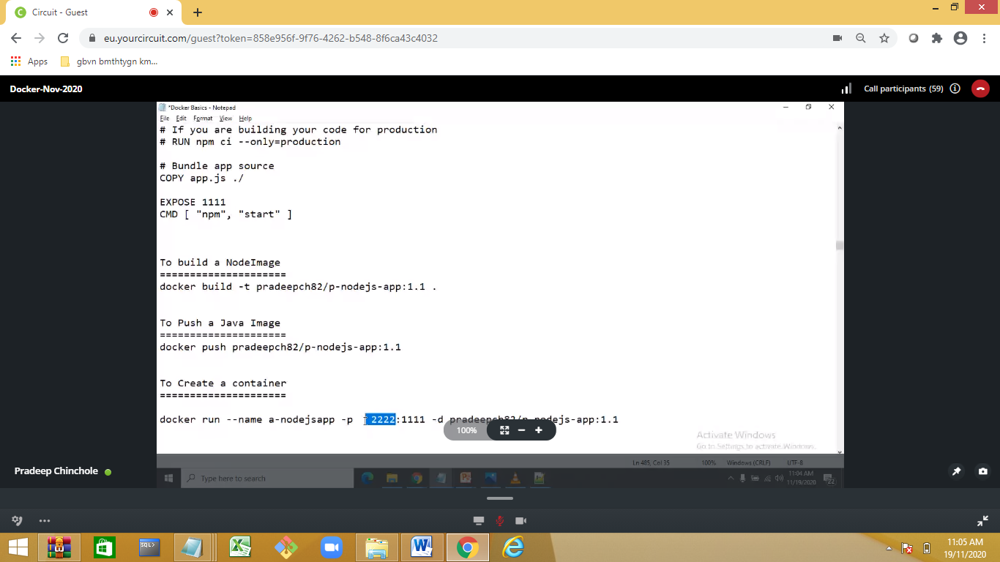 Circuit - Guest
eu.yourcircuit.com/guest?token=858e956f-9f76-4262-b548-8f6ca43c4032
Apps gbvn bmthtygn km...
Docker-Nov-2020
Call participants (59)
*Docker Basics - Notepad
File Edit Format View Help
# If you are building your code for production
# RUN npm ci --only=production
# Bundle app source
COPY app.js ./
EXPOSE 1111
CMD [ "npm", "start" ]
To build a NodeImage
=====================
docker build -t pradeepch82/p-nodejs-app:1.1 .
To Push a Java Image
=====================
docker push pradeepch82/p-nodejs-app:1.1
To Create a container
=====================
docker run --name a-nodejsapp -p 2222:1111 -d pradeepch82/p-nodejs-app:1.1
100%
Activate Windows
Go to Settings to activate Windows.
Ln 485, Col 35 100% Windows (CRLF) UTF-8
Pradeep Chinchole
Type here to search
11:04 AM
11/19/2020
22
SQL>
11:05 AM
19/11/2020